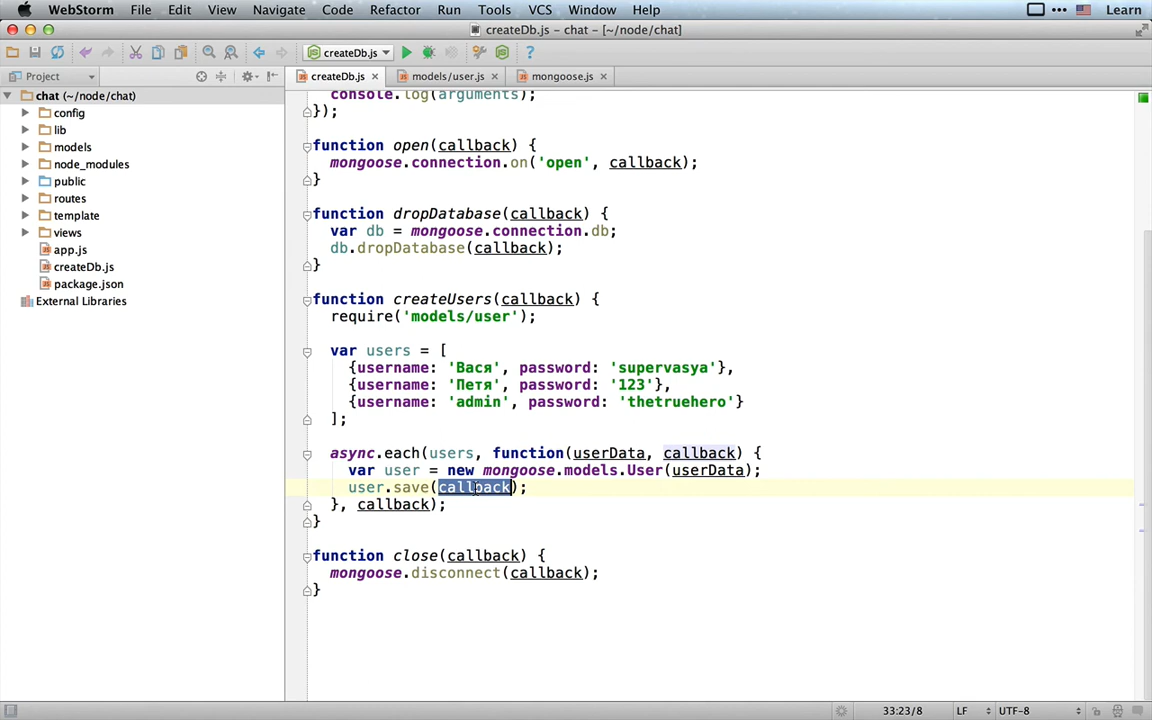 WebStorm File Edit View Navigate Code Refactor Run Tools VCS Window Help Learn
createDb.js – chat – [~/node/chat]
createDb.js
Project
createDb.js models/user.js mongoose.js
chat (~/node/chat)
config
lib
models
node_modules
public
routes
template
views
app.js
createDb.js
package.json
External Libraries
console.log(arguments);
});
function open(callback) {
mongoose.connection.on('open', callback);
}
function dropDatabase(callback) {
var db = mongoose.connection.db;
db.dropDatabase(callback);
}
function createUsers(callback) {
require('models/user');
var users = [
{username: 'Вася', password: 'supervasya'},
{username: 'Петя', password: '123'},
{username: 'admin', password: 'thetruehero'}
];
async.each(users, function(userData, callback) {
var user = new mongoose.models.User(userData);
user.save(callback);
}, callback);
}
function close(callback) {
mongoose.disconnect(callback);
}
33:23/8 LF UTF-8